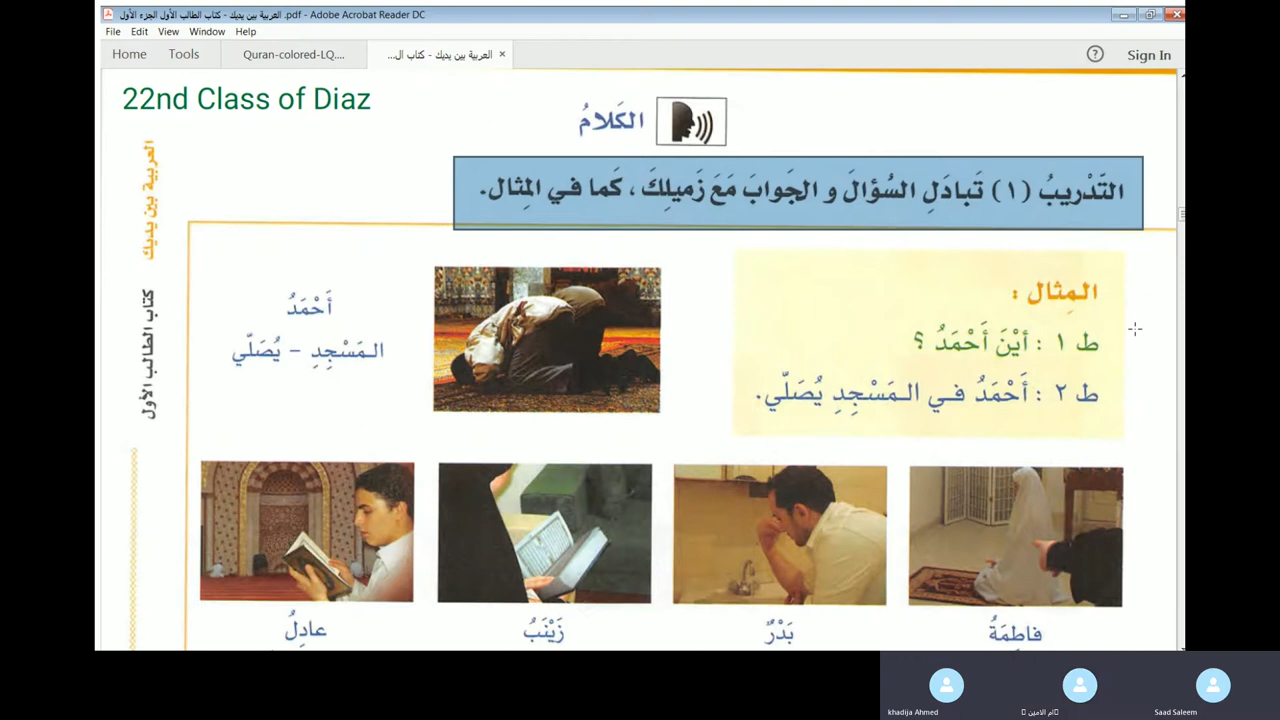 العربية بين يديك - كتاب الطالب الأول الجزء الأول.pdf - Adobe Acrobat Reader DC
File Edit View Window Help
Home Tools Quran-colored-LQ.... العربية بين يديك - كتاب ال... × ? Sign In
22nd Class of Diaz
الكَلامُ
التَّدْريبُ (١) تَبادَلِ السُؤالَ و الجَوابَ مَعَ زَميلِكَ ، كَما في المِثال.
العربية بين يديك
كتاب الطالب الأول
المِثال :
ط ١ : أَيْنَ أَحْمَدُ ؟
ط ٢ : أَحْمَدُ في المَسْجِدِ يُصَلّي.
أَحْمَدُ
المَسْجِدِ - يُصَلّي
فاطِمَةُ
بَدْرٌ
زَيْنَبُ
عادِلُ
khadija Ahmed
ام الامين
Saad Saleem